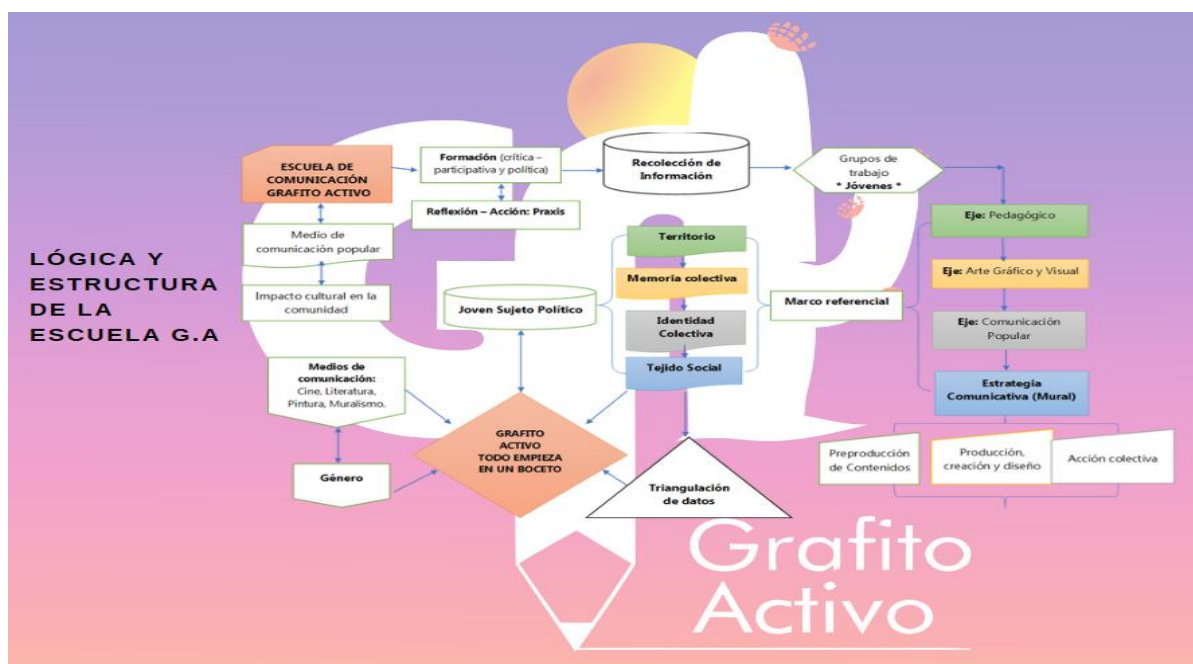 LÓGICA Y
ESTRUCTURA
DE LA
ESCUELA G.A
ESCUELA DE
COMUNICACIÓN
GRAFITO ACTIVO
Formación (crítica –
participativa y política)
Reflexión – Acción: Praxis
Recolección de
Información
Grupos de
trabajo
* Jóvenes *
Medio de
comunicación popular
Impacto cultural en la
comunidad
Joven Sujeto Político
Territorio
Memoria colectiva
Identidad
Colectiva
Tejido Social
Marco referencial
Eje: Pedagógico
Eje: Arte Gráfico y Visual
Eje: Comunicación
Popular
Estrategia
Comunicativa (Mural)
Medios de
comunicación:
Cine, Literatura,
Pintura, Muralismo.
Género
GRAFITO
ACTIVO
TODO EMPIEZA
EN UN BOCETO
Triangulación
de datos
Preproducción
de Contenidos
Producción,
creación y diseño
Acción colectiva
Grafito
Activo